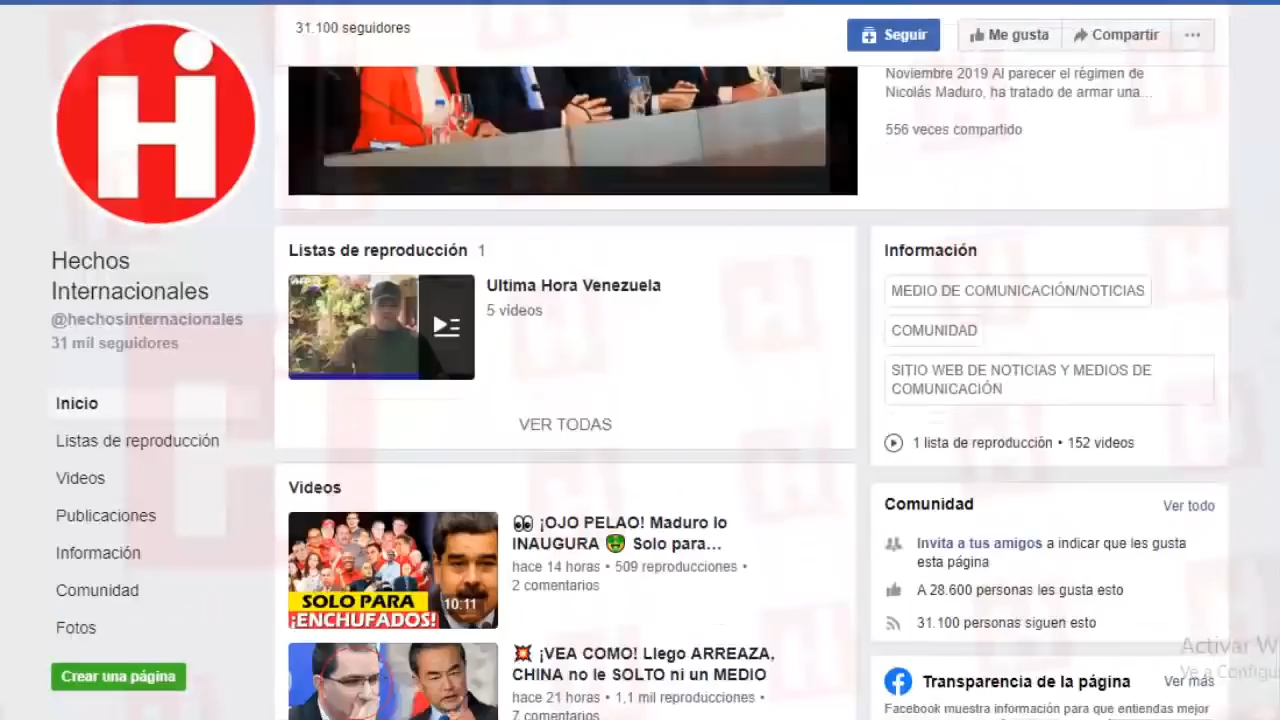 31.100 seguidores
Seguir
Me gusta
Compartir
Noviembre 2019 Al parecer el régimen de
Nicolás Maduro, ha tratado de armar una...
556 veces compartido
Hi
Hechos
Internacionales
@hechosinternacionales
31 mil seguidores
Inicio
Listas de reproducción
Videos
Publicaciones
Información
Comunidad
Fotos
Crear una página
Listas de reproducción 1
Ultima Hora Venezuela
5 videos
VER TODAS
Videos
¡OJO PELAO! Maduro lo
INAUGURA Solo para...
hace 14 horas • 509 reproducciones •
2 comentarios
SOLO PARA
¡ENCHUFADOS!
10:11
¡VEA COMO! Llego ARREAZA,
CHINA no le SOLTO ni un MEDIO
hace 21 horas • 1,1 mil reproducciones •
7 comentarios
Información
MEDIO DE COMUNICACIÓN/NOTICIAS
COMUNIDAD
SITIO WEB DE NOTICIAS Y MEDIOS DE
COMUNICACIÓN
1 lista de reproducción • 152 videos
Comunidad
Ver todo
Invita a tus amigos a indicar que les gusta
esta página
A 28.600 personas les gusta esto
31.100 personas siguen esto
Activar W
Ve a Configu
Transparencia de la página
Ver más
Facebook muestra información para que entiendas mejor